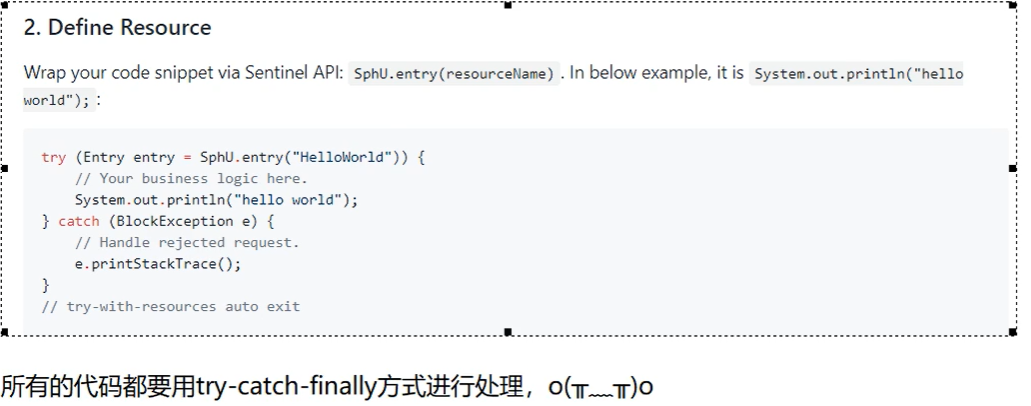 2. Define Resource
Wrap your code snippet via Sentinel API: SphU.entry(resourceName) . In below example, it is System.out.println("hello
world"); :
try (Entry entry = SphU.entry("HelloWorld")) {
    // Your business logic here.
    System.out.println("hello world");
} catch (BlockException e) {
    // Handle rejected request.
    e.printStackTrace();
}
// try-with-resources auto exit
所有的代码都要用try-catch-finally方式进行处理，o(╥﹏╥)o